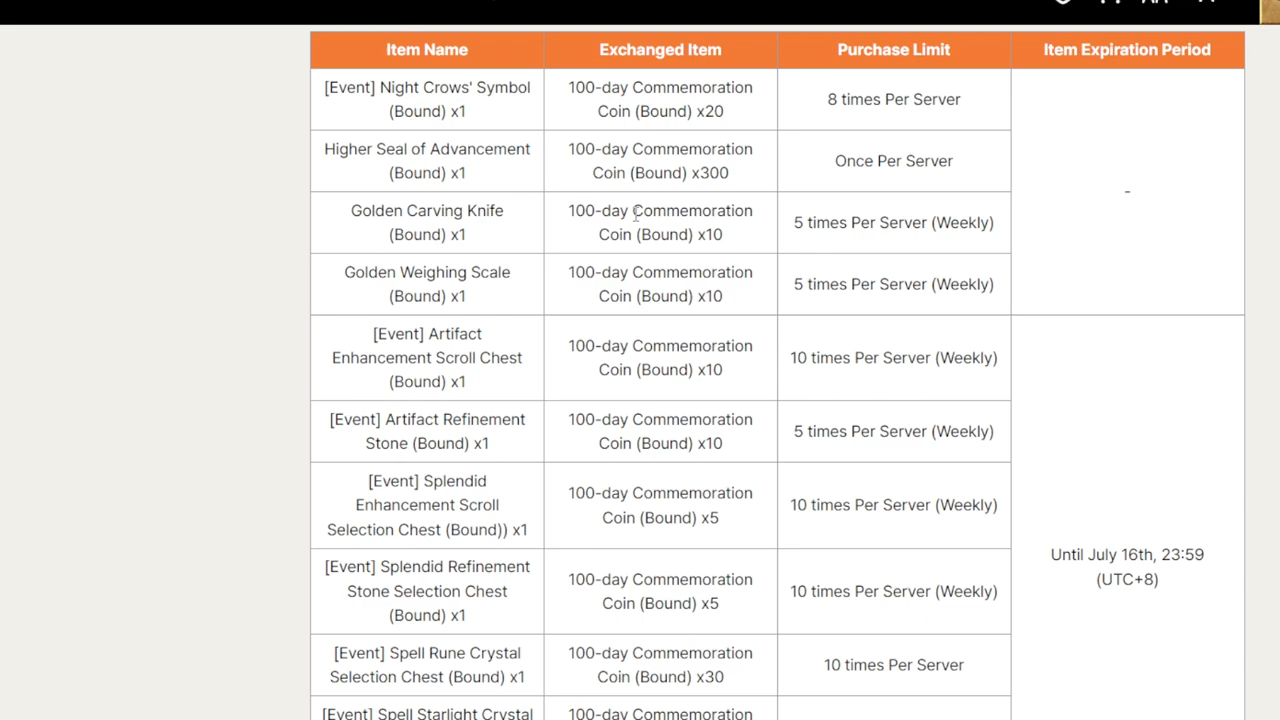 Item Name
Exchanged Item
Purchase Limit
Item Expiration Period
[Event] Night Crows' Symbol
(Bound) x1
100-day Commemoration
Coin (Bound) x20
8 times Per Server
-
Higher Seal of Advancement
(Bound) x1
100-day Commemoration
Coin (Bound) x300
Once Per Server
Golden Carving Knife
(Bound) x1
100-day Commemoration
Coin (Bound) x10
5 times Per Server (Weekly)
Golden Weighing Scale
(Bound) x1
100-day Commemoration
Coin (Bound) x10
5 times Per Server (Weekly)
[Event] Artifact
Enhancement Scroll Chest
(Bound) x1
100-day Commemoration
Coin (Bound) x10
10 times Per Server (Weekly)
Until July 16th, 23:59
(UTC+8)
[Event] Artifact Refinement
Stone (Bound) x1
100-day Commemoration
Coin (Bound) x10
5 times Per Server (Weekly)
[Event] Splendid
Enhancement Scroll
Selection Chest (Bound)) x1
100-day Commemoration
Coin (Bound) x5
10 times Per Server (Weekly)
[Event] Splendid Refinement
Stone Selection Chest
(Bound) x1
100-day Commemoration
Coin (Bound) x5
10 times Per Server (Weekly)
[Event] Spell Rune Crystal
Selection Chest (Bound) x1
100-day Commemoration
Coin (Bound) x30
10 times Per Server
[Event] Spell Starlight Crystal
100-day Commemoration